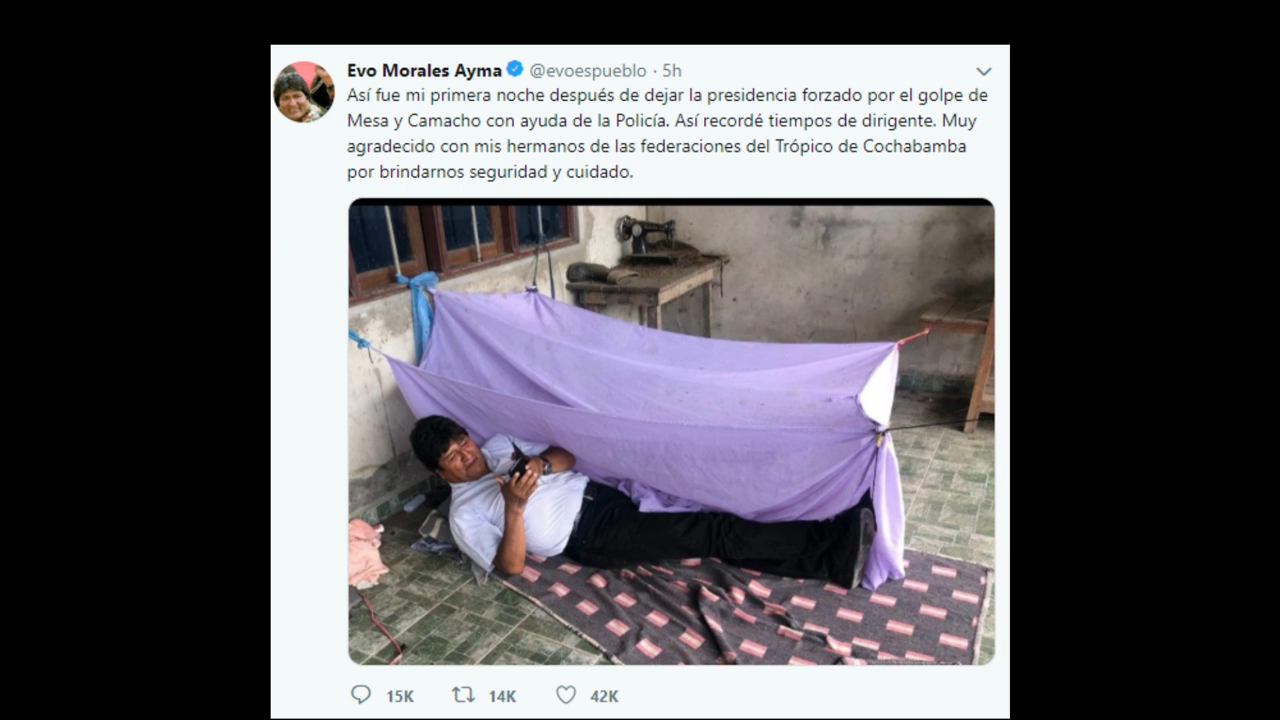 Evo Morales Ayma @evoespueblo · 5h
Así fue mi primera noche después de dejar la presidencia forzado por el golpe de
Mesa y Camacho con ayuda de la Policía. Así recordé tiempos de dirigente. Muy
agradecido con mis hermanos de las federaciones del Trópico de Cochabamba
por brindarnos seguridad y cuidado.
15K 14K 42K